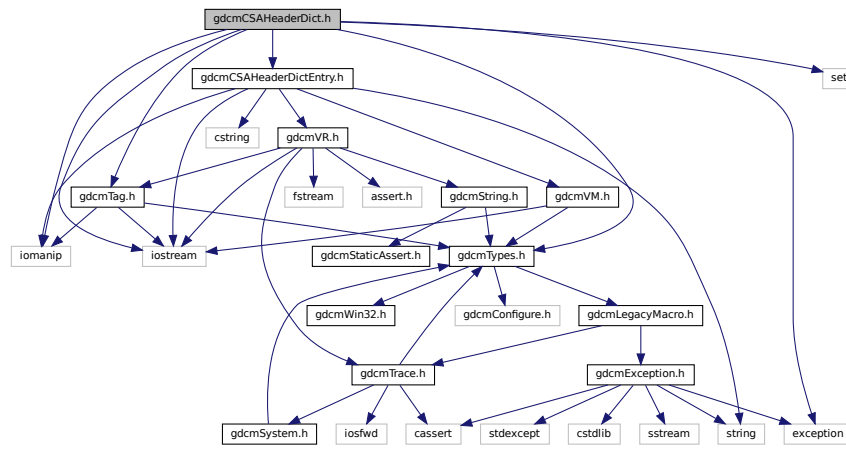 gdcmCSAHeaderDict.h
gdcmCSAHeaderDictEntry.h
set
cstring
gdcmVR.h
gdcmTag.h
fstream
assert.h
gdcmString.h
gdcmVM.h
iomanip
iostream
gdcmStaticAssert.h
gdcmTypes.h
gdcmWin32.h
gdcmConfigure.h
gdcmLegacyMacro.h
gdcmTrace.h
gdcmException.h
gdcmSystem.h
iosfwd
cassert
stdexcept
cstdlib
sstream
string
exception